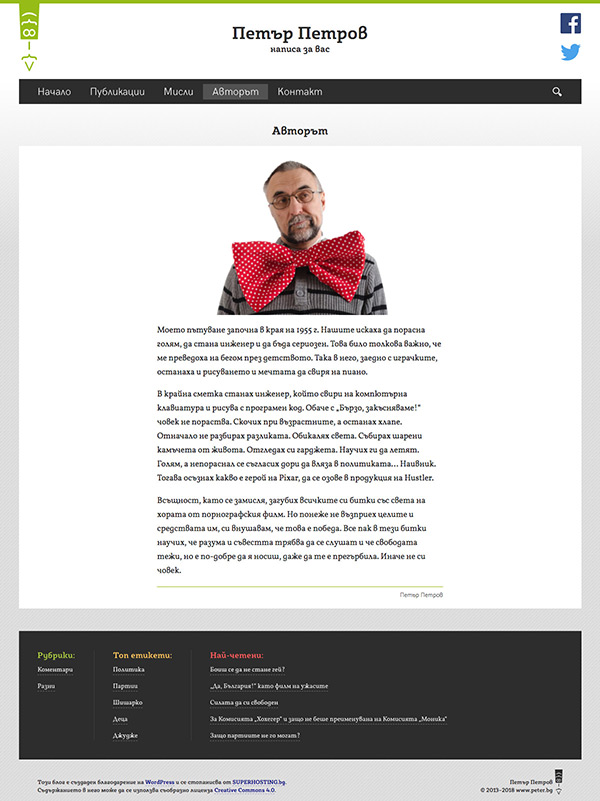 Петър Петров
написа за вас
Начало Публикации Мисли Авторът Контакт
Авторът
Моето пътуване започна в края на 1955 г. Нашите искаха да порасна
голям, да стана инженер и да бъда сериозен. Това било толкова важно, че
ме преведоха на бегом през детството. Така в него, заедно с играчките,
останаха и рисуването и мечтата да свиря на пиано.
В крайна сметка станах инженер, който свири на компютърна
клавиатура и рисува с програмен код. Обаче с „Бързо, закъсняваме!“
човек не пораства. Скочих при възрастните, а останах хлапе.
Отначало не разбирах разликата. Обикалях света. Събирах шарени
камъчета от живота. Отгледах си гарджета. Научих ги да летят.
Голям, а непораснал се съгласих дори да вляза в политиката... Наивник.
Тогава осъзнах какво е герой на Pixar, да се озове в продукция на Hustler.
Всъщност, като се замисля, загубих всичките си битки със света на
хората от порнографския филм. Но понеже не възприех целите и
средствата им, си внушавам, че това е победа. Все пак в тези битки
научих, че разума и съвестта трябва да се слушат и че свободата
тежи, но е по-добре да я носиш, даже да те е прегърбила. Иначе не си
човек.
Петър Петров
Рубрики:
Коментари
Разни
Топ етикети:
Политика
Партии
Шишарко
Деца
Джудже
Най-четени:
Боиш се да не стане гей?
„Да, България!“ като филм на ужасите
Силата да си свободен
За Комисията „Хохегер“ и защо не беше преименувана на Комисията „Моника“
Защо партиите не го могат?
Този блог е създаден благодарение на WordPress и се стопанисва от SUPERHOSTING.bg.
Съдържанието в него може да се използва съобразно лиценза Creative Commons 4.0.
Петър Петров
© 2013-2018 www.peter.bg